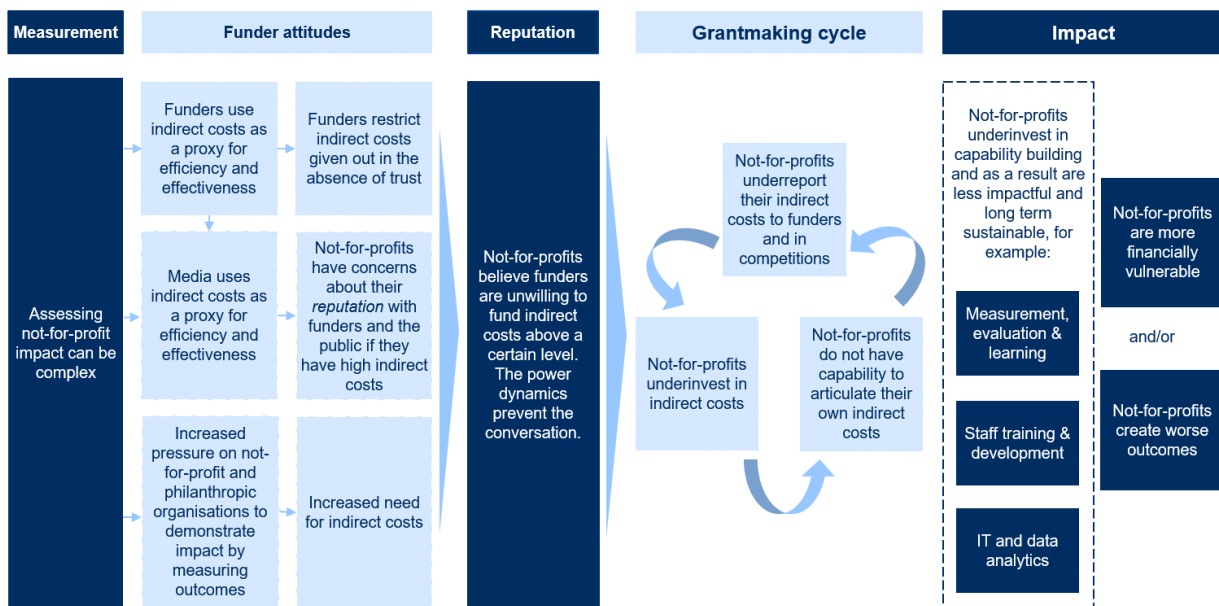 Measurement
Funder attitudes
Reputation
Grantmaking cycle
Impact
Assessing
not-for-profit
impact can be
complex
Funders use
indirect costs as
a proxy for
efficiency and
effectiveness
Funders restrict
indirect costs
given out in the
absence of trust
Media uses
indirect costs as
a proxy for
efficiency and
effectiveness
Not-for-profits
have concerns
about their
reputation with
funders and the
public if they
have high indirect
costs
Increased
pressure on not-
for-profit and
philanthropic
organisations to
demonstrate
impact by
measuring
outcomes
Increased need
for indirect costs
Not-for-profits
believe funders
are unwilling to
fund indirect
costs above a
certain level.
The power
dynamics
prevent the
conversation.
Not-for-profits
underreport
their indirect
costs to funders
and in
competitions
Not-for-profits
underinvest in
indirect costs
Not-for-profits
do not have
capability to
articulate their
own indirect
costs
Not-for-profits
underinvest in
capability building
and as a result are
less impactful and
long term
sustainable, for
example:
Measurement,
evaluation &
learning
Staff training &
development
IT and data
analytics
Not-for-profits
are more
financially
vulnerable
and/or
Not-for-profits
create worse
outcomes